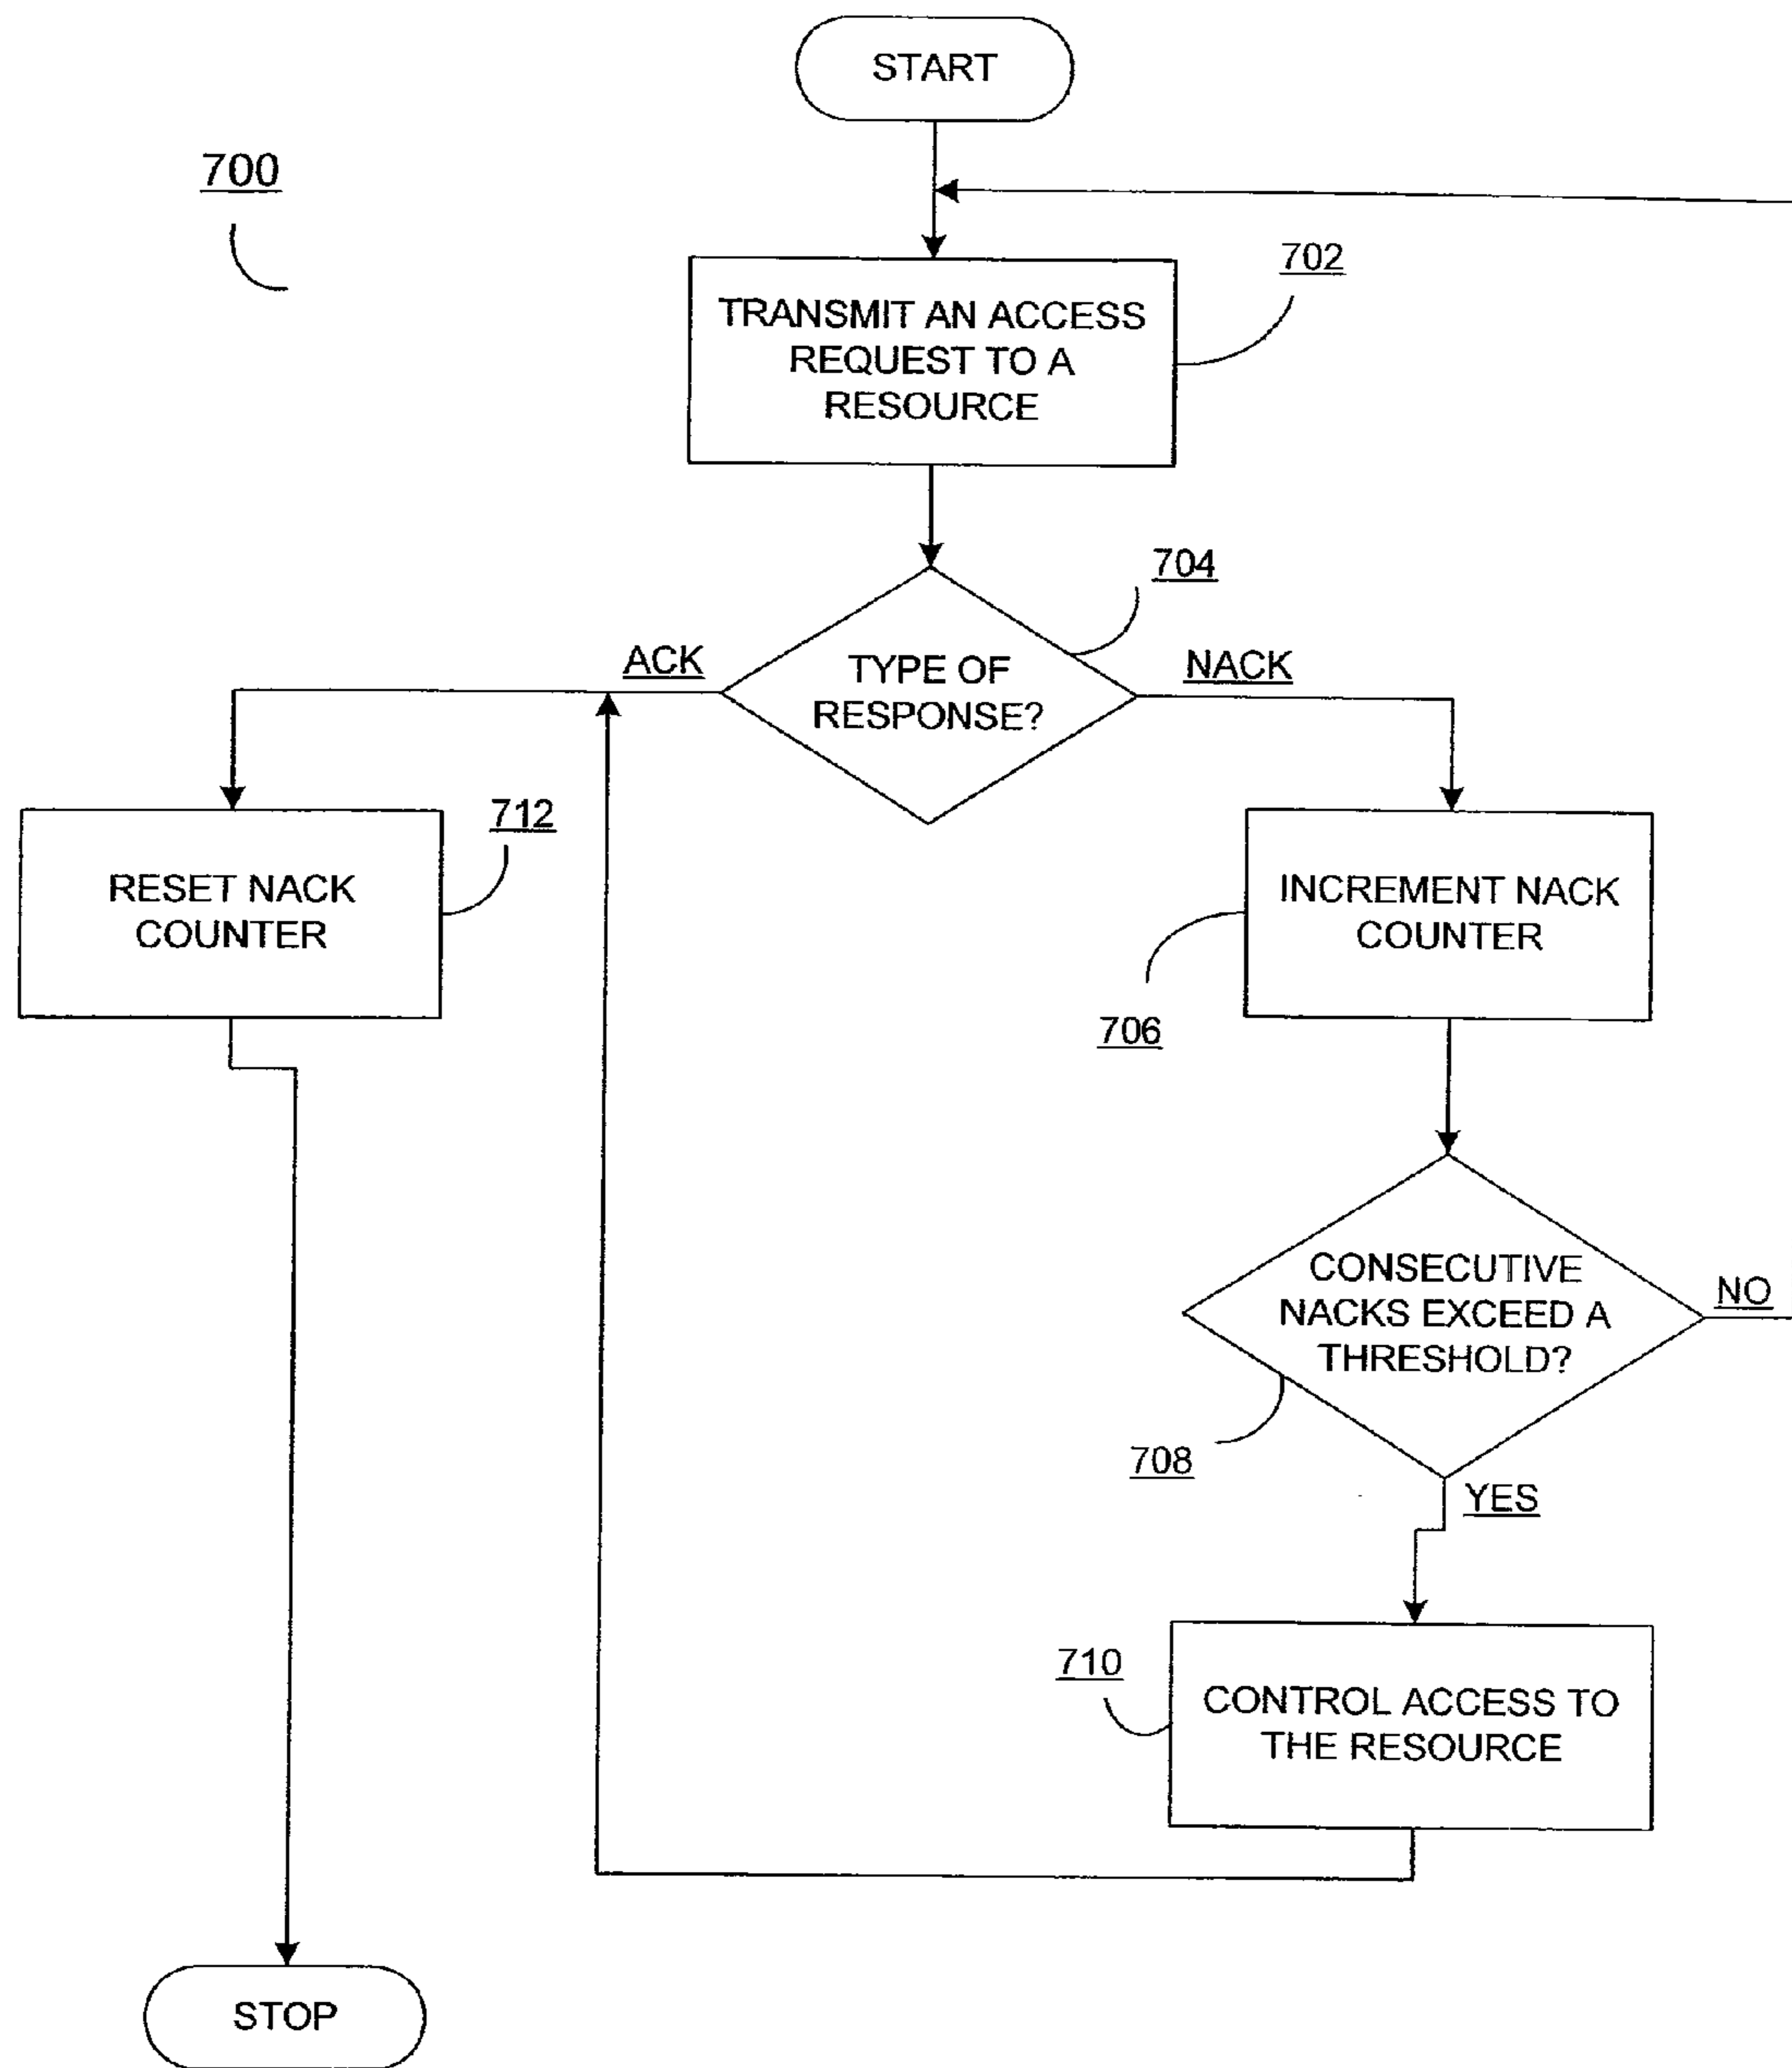 START
700
702
TRANSMIT AN ACCESS
REQUEST TO A
RESOURCE
704
ACK
TYPE OF
RESPONSE?
NACK
712
RESET NACK
COUNTER
INCREMENT NACK
COUNTER
706
CONSECUTIVE
NACKS EXCEED A
THRESHOLD?
NO
708
YES
710
CONTROL ACCESS TO
THE RESOURCE
STOP